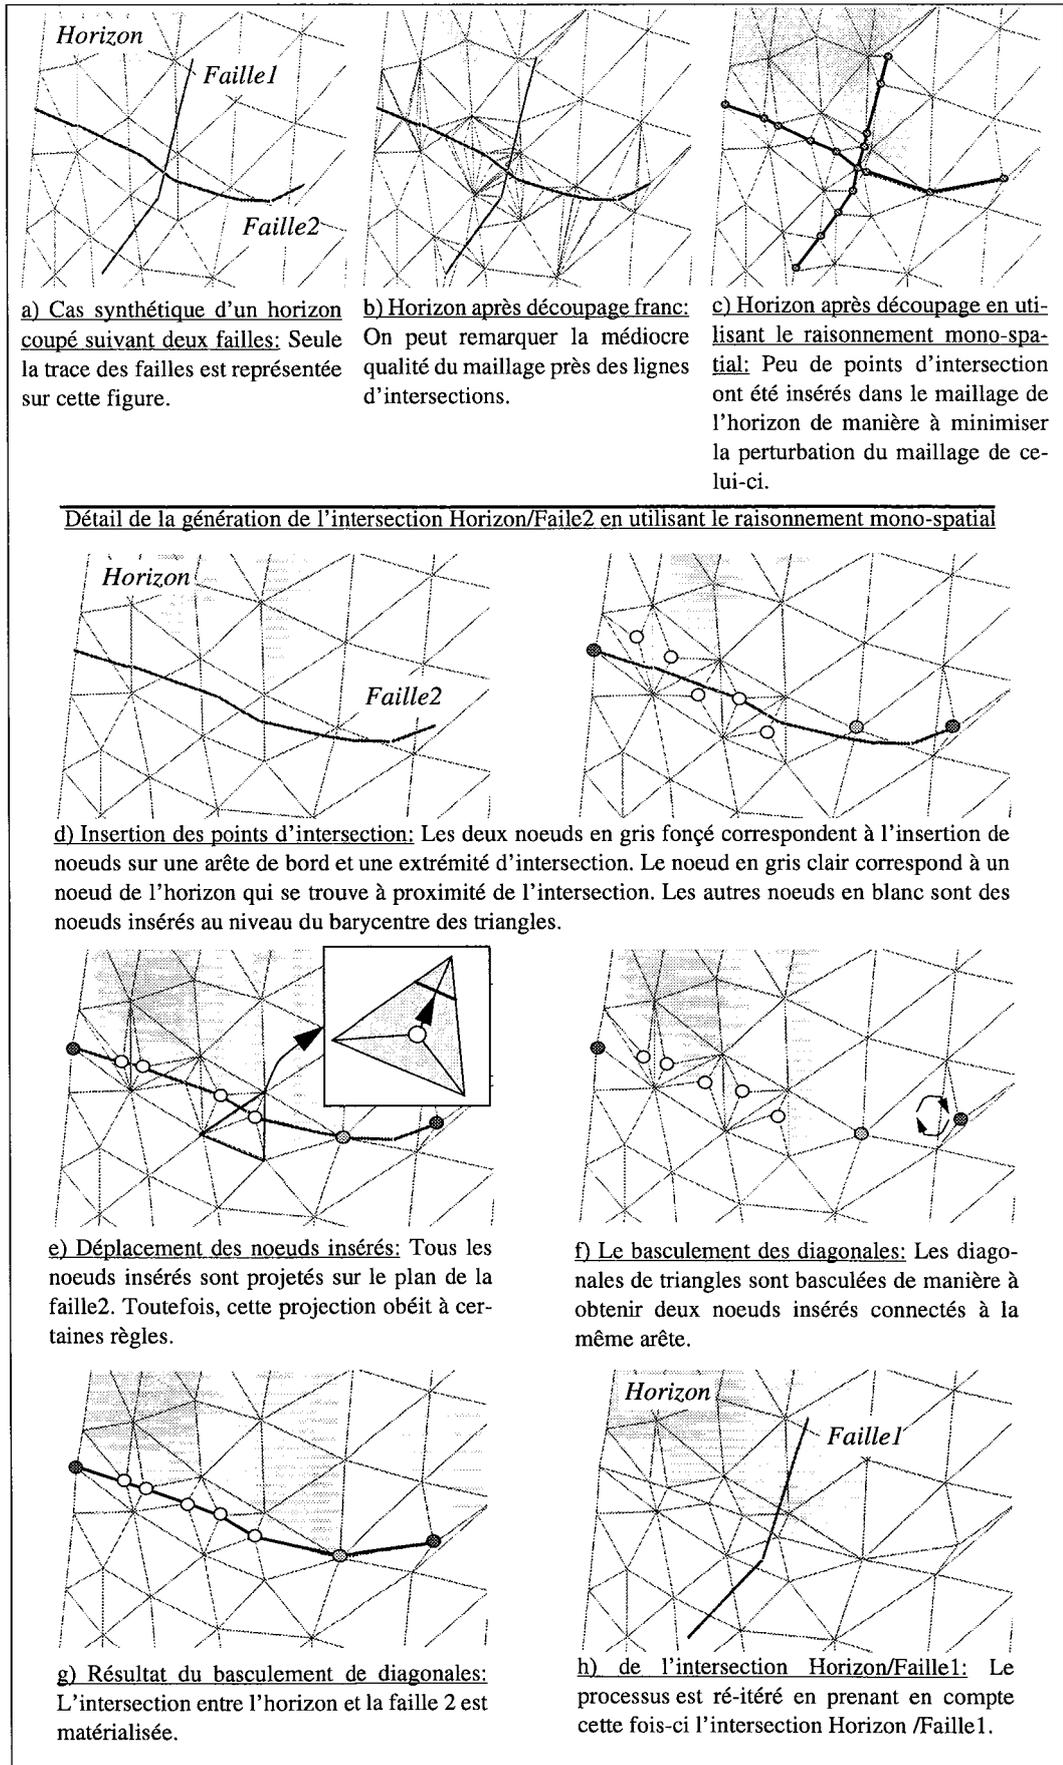 Horizon
Faille1
Faille2
a) Cas synthétique d'un horizon
coupé suivant deux failles: Seule
la trace des failles est représentée
sur cette figure.
b) Horizon après découpage franc:
On peut remarquer la médiocre
qualité du maillage près des lignes
d'intersections.
c) Horizon après découpage en uti-
lisant le raisonnement mono-spa-
tial: Peu de points d'intersection
ont été insérés dans le maillage de
l'horizon de manière à minimiser
la perturbation du maillage de ce-
lui-ci.
Détail de la génération de l'intersection Horizon/Faile2 en utilisant le raisonnement mono-spatial
Horizon
Faille2
d) Insertion des points d'intersection: Les deux noeuds en gris fonçé correspondent à l'insertion de
noeuds sur une arête de bord et une extrémité d'intersection. Le noeud en gris clair correspond à un
noeud de l'horizon qui se trouve à proximité de l'intersection. Les autres noeuds en blanc sont des
noeuds insérés au niveau du barycentre des triangles.
e) Déplacement des noeuds insérés: Tous les
noeuds insérés sont projetés sur le plan de la
faille2. Toutefois, cette projection obéit à cer-
taines règles.
f) Le basculement des diagonales: Les diago-
nales de triangles sont basculées de manière à
obtenir deux noeuds insérés connectés à la
même arête.
Horizon
Faille1
g) Résultat du basculement de diagonales:
L'intersection entre l'horizon et la faille 2 est
matérialisée.
h) de l'intersection Horizon/Faille1: Le
processus est ré-itéré en prenant en compte
cette fois-ci l'intersection Horizon /Faille1.